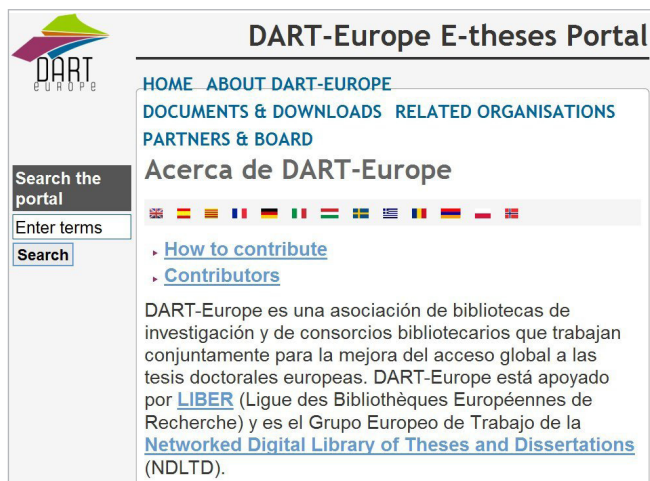 DART-Europe E-theses Portal
DART
EUROPE
HOME ABOUT DART-EUROPE
DOCUMENTS & DOWNLOADS RELATED ORGANISATIONS
PARTNERS & BOARD
Search the
portal
Enter terms
Search
Acerca de DART-Europe
How to contribute
Contributors
DART-Europe es una asociación de bibliotecas de
investigación y de consorcios bibliotecarios que trabajan
conjuntamente para la mejora del acceso global a las
tesis doctorales europeas. DART-Europe está apoyado
por LIBER (Ligue des Bibliothèques Européennes de
Recherche) y es el Grupo Europeo de Trabajo de la
Networked Digital Library of Theses and Dissertations
(NDLTD).